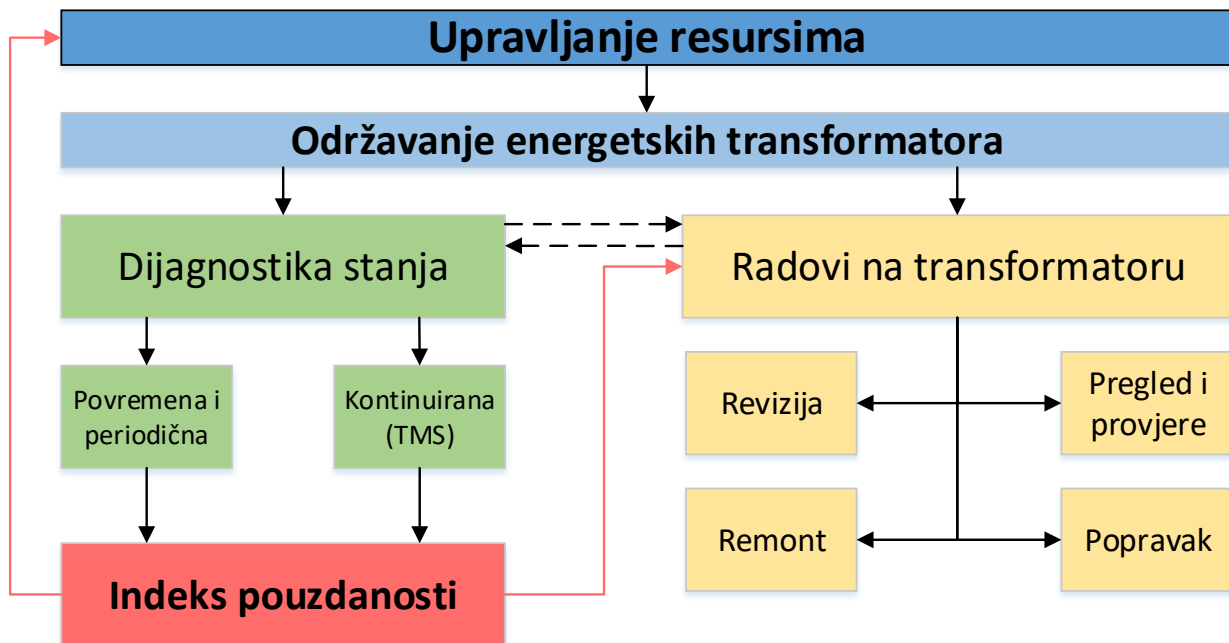 Upravljanje resursima
Održavanje energetskih transformatora
Dijagnostika stanja
Radovi na transformatoru
Povremena i
periodična
Kontinuirana
(TMS)
Revizija
Pregled i
provjere
Remont
Popravak
Indeks pouzdanosti